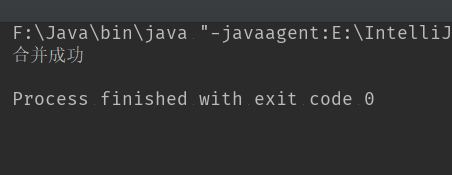 F:\Java\bin\java "-javaagent:E:\IntelliJ
合并成功
Process finished with exit code 0